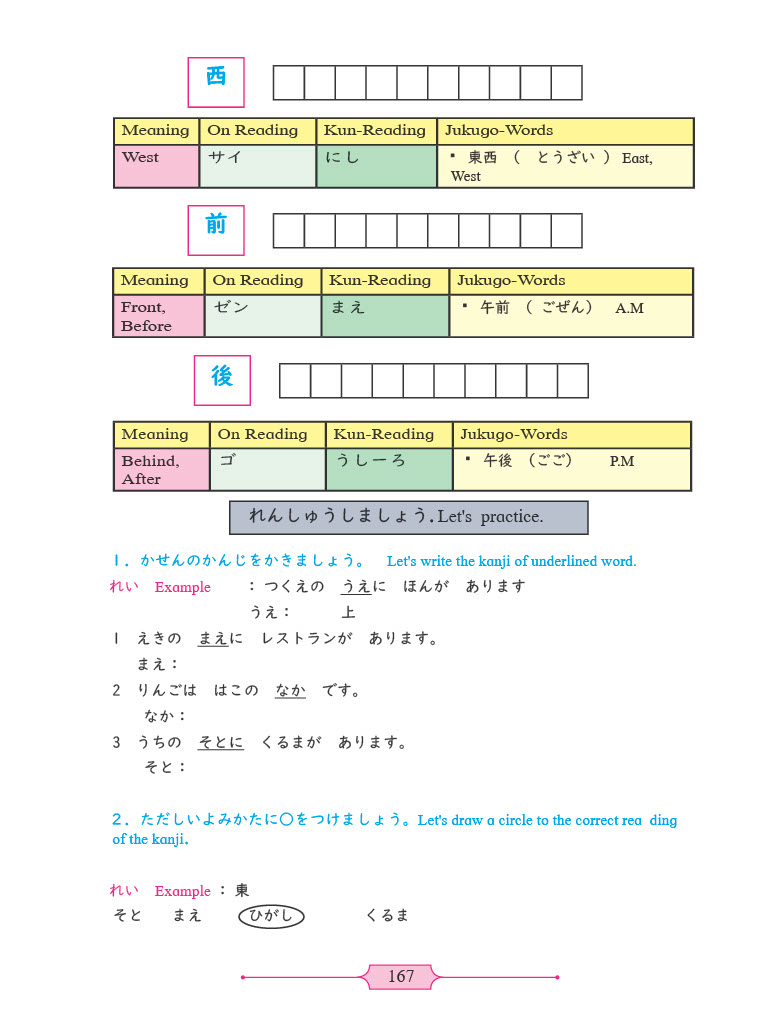 西
Meaning On Reading Kun-Reading Jukugo-Words
West サイ にし ▪ 東西 ( とうざい ) East,
West
前
Meaning On Reading Kun-Reading Jukugo-Words
Front, ゼン まえ ▪ 午前 ( ごぜん) A.M
Before
後
Meaning On Reading Kun-Reading Jukugo-Words
Behind, ゴ うしーろ ▪ 午後 (ごご) P.M
After
れんしゅうしましょう. Let's practice.
1. かせんのかんじをかきましょう。 Let's write the kanji of underlined word.
れい Example : つくえの うえに ほんが あります
うえ: 上
1 えきの まえに レストランが あります。
まえ:
2 りんごは はこの なか です。
なか:
3 うちの そとに くるまが あります。
そと:
2. ただしいよみかたに○をつけましょう。Let's draw a circle to the correct rea ding
of the kanji.
れい Example : 東
そと まえ ひがし くるま
167